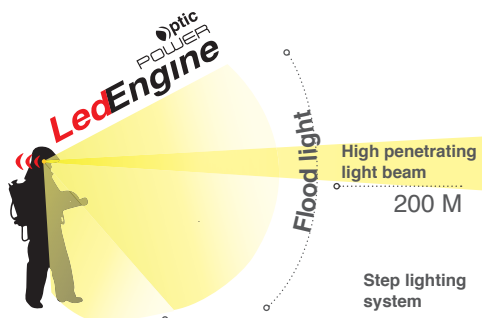 Optic
POWER
LedEngine
Flood light
High penetrating
light beam
200 M
Step lighting
system